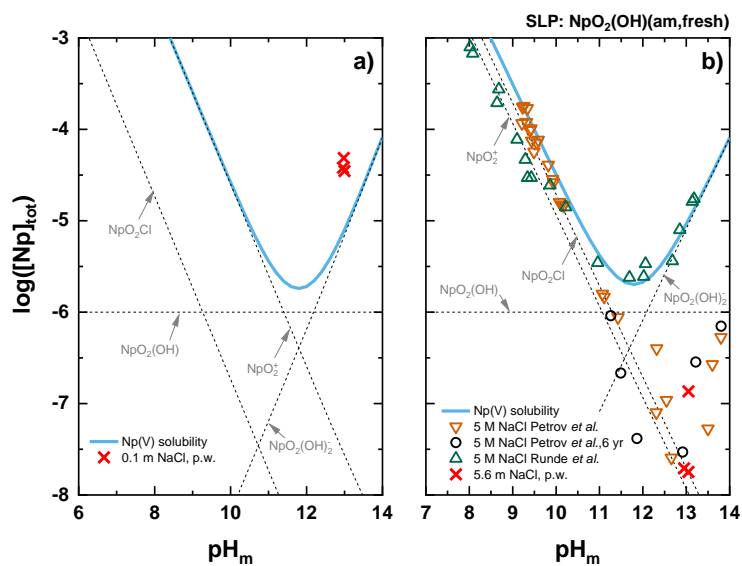 SLP: NpO₂(OH)(am,fresh)
a)
b)
log([Np]tot)
-3
-4
-5
-6
-7
-8
NpO₂Cl
NpO₂(OH)
NpO₂⁺
NpO₂(OH)₂⁻
Np(V) solubility
0.1 m NaCl, p.w.
6 8 10 12 14
pHm
NpO₂⁺
NpO₂Cl
NpO₂(OH)
NpO₂(OH)₂⁻
Np(V) solubility
5 M NaCl Petrov et al.
5 M NaCl Petrov et al.,6 yr
5 M NaCl Runde et al.
5.6 m NaCl, p.w.
7 8 9 10 11 12 13 14
pHm